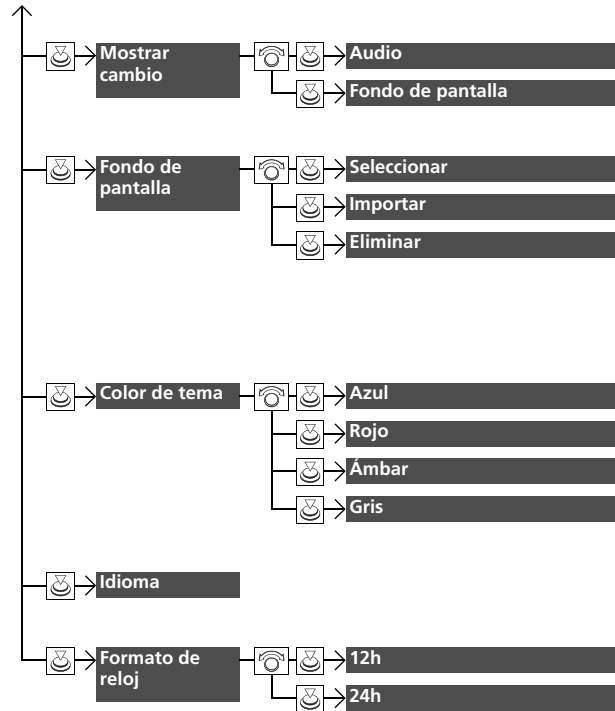 Mostrar
cambio
Audio
Fondo de pantalla
Fondo de
pantalla
Seleccionar
Importar
Eliminar
Color de tema
Azul
Rojo
Ámbar
Gris
Idioma
Formato de
reloj
12h
24h